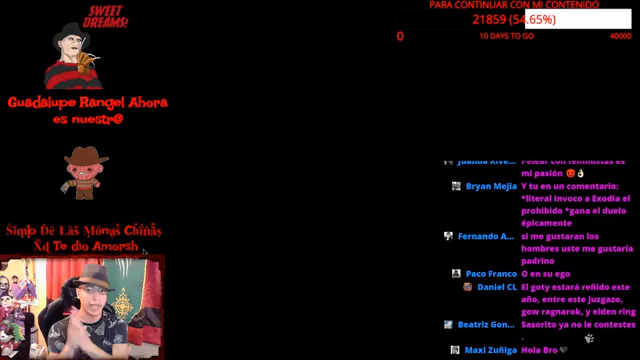 SWEET
DREAMS!
Guadalupe Rangel Ahora
es nuestr@
Simp De Las Monas Chinas
Xd Te dio Amorsh
PARA CONTINUAR CON MI CONTENIDO
21859 (54.65%)
0
10 DAYS TO GO
40000
Juanda Rive... Pelear con feministas es
mi pasión 😡👌🏻
Bryan Mejia Y tu en un comentario:
*literal Invoco a Exodia el
prohibido *gana el duelo
épicamente
Fernando A... si me gustaran los
hombres uste me gustaría
padrino
Paco Franco O en su ego
Daniel CL El goty estará reñido este
año, entre este juzgazo,
gow ragnarok, y elden ring
Beatriz Gon... Sasorito ya no le contestes
.
Maxi Zuñiga Hola Bro 🖤